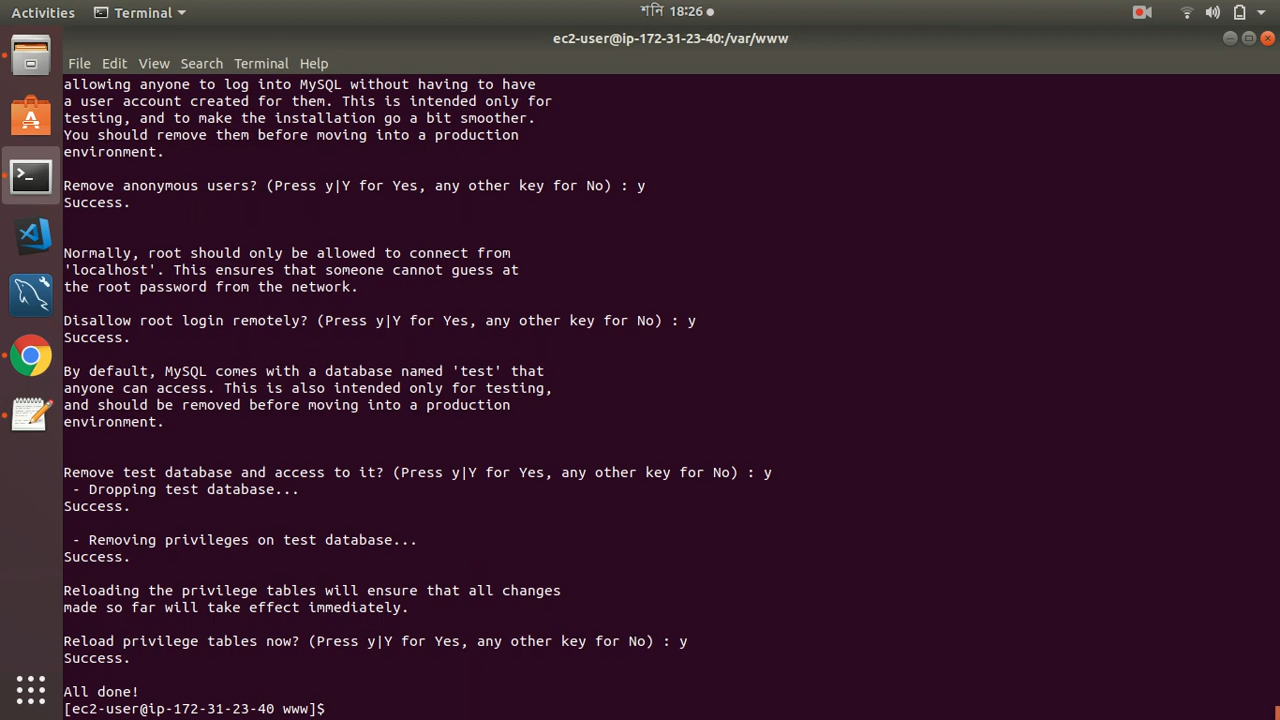 Activities Terminal শনি 18:26
ec2-user@ip-172-31-23-40:/var/www
File Edit View Search Terminal Help
allowing anyone to log into MySQL without having to have
a user account created for them. This is intended only for
testing, and to make the installation go a bit smoother.
You should remove them before moving into a production
environment.
Remove anonymous users? (Press y|Y for Yes, any other key for No) : y
Success.
Normally, root should only be allowed to connect from
'localhost'. This ensures that someone cannot guess at
the root password from the network.
Disallow root login remotely? (Press y|Y for Yes, any other key for No) : y
Success.
By default, MySQL comes with a database named 'test' that
anyone can access. This is also intended only for testing,
and should be removed before moving into a production
environment.
Remove test database and access to it? (Press y|Y for Yes, any other key for No) : y
- Dropping test database...
Success.
- Removing privileges on test database...
Success.
Reloading the privilege tables will ensure that all changes
made so far will take effect immediately.
Reload privilege tables now? (Press y|Y for Yes, any other key for No) : y
Success.
All done!
[ec2-user@ip-172-31-23-40 www]$